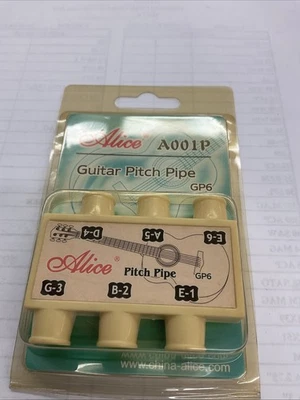 Alice® A001P
Guitar Pitch Pipe
GP6
D-4 A-5 E-6
Alice®
Pitch Pipe GP6
G-3 B-2 E-1
www.china-alice.com